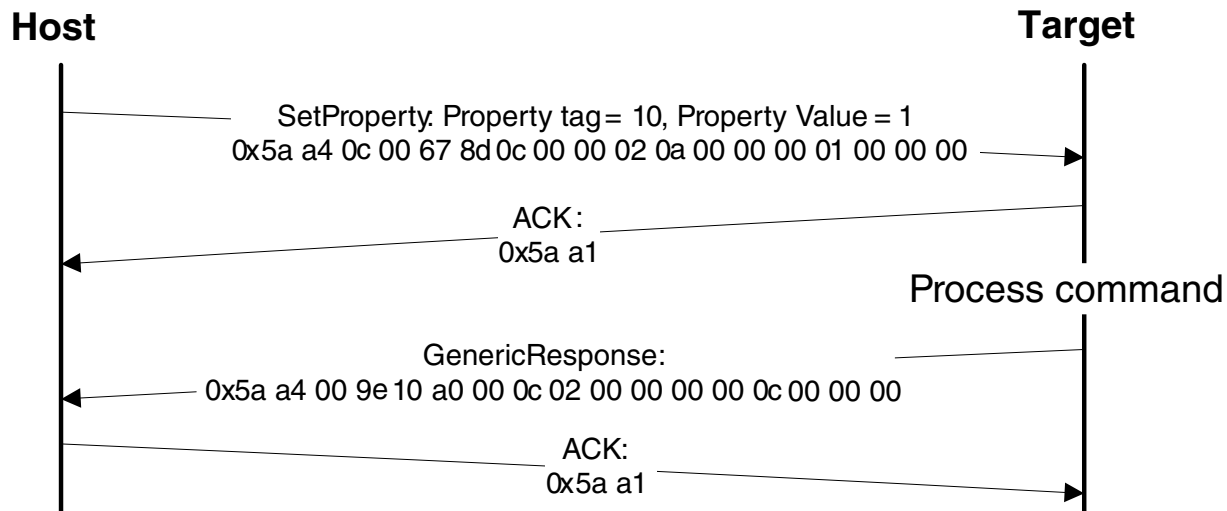 Host
Target
SetProperty: Property tag = 10, Property Value = 1
0x5a a4 0c 00 67 8d 0c 00 00 02 0a 00 00 00 01 00 00 00
ACK:
0x5a a1
Process command
GenericResponse:
0x5a a4 00 9e 10 a0 00 0c 02 00 00 00 00 0c 00 00 00
ACK:
0x5a a1